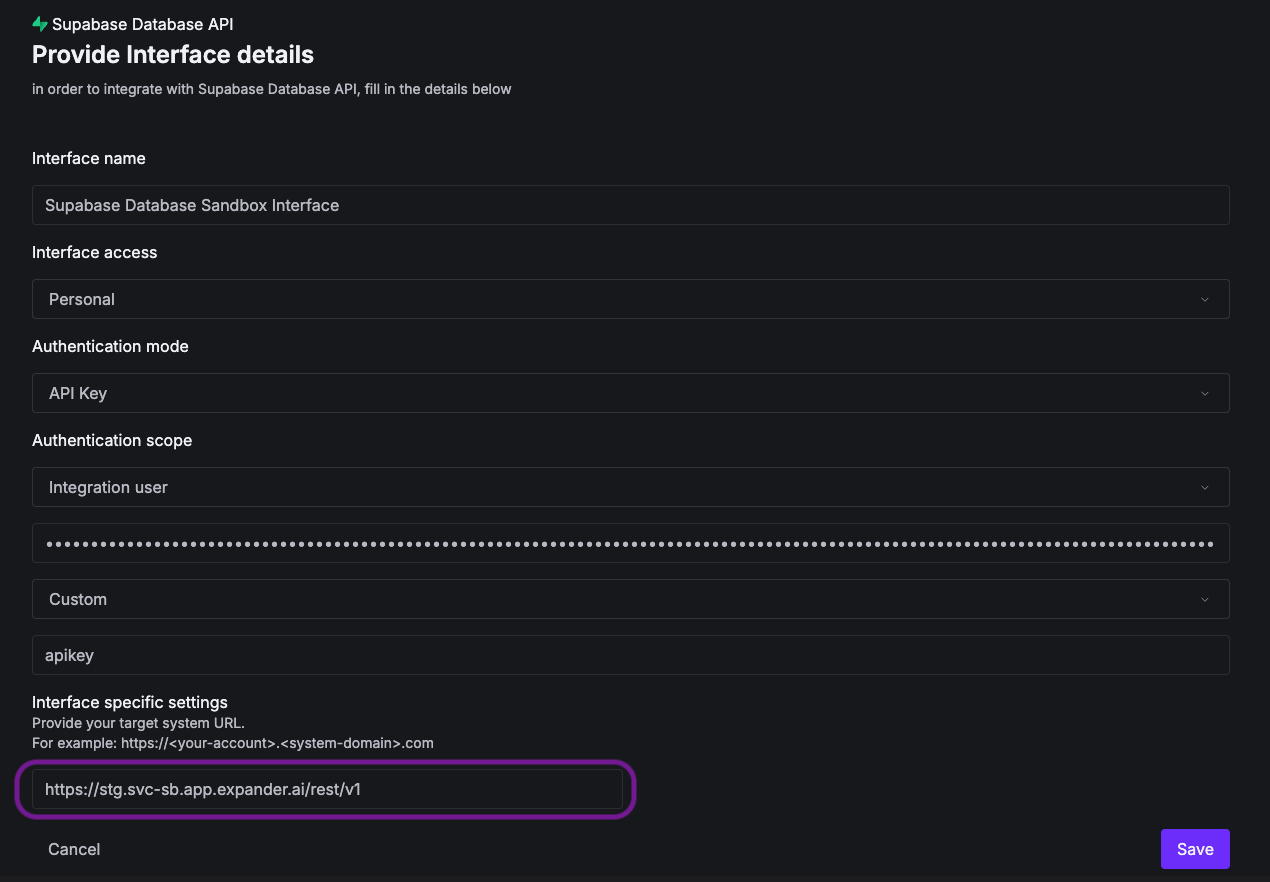 Supabase Database API
Provide Interface details
in order to integrate with Supabase Database API, fill in the details below
Interface name
Supabase Database Sandbox Interface
Interface access
Personal
Authentication mode
API Key
Authentication scope
Integration user
Custom
apikey
Interface specific settings
Provide your target system URL.
For example: https://<your-account>.<system-domain>.com
https://stg.svc-sb.app.expander.ai/rest/v1
Cancel
Save